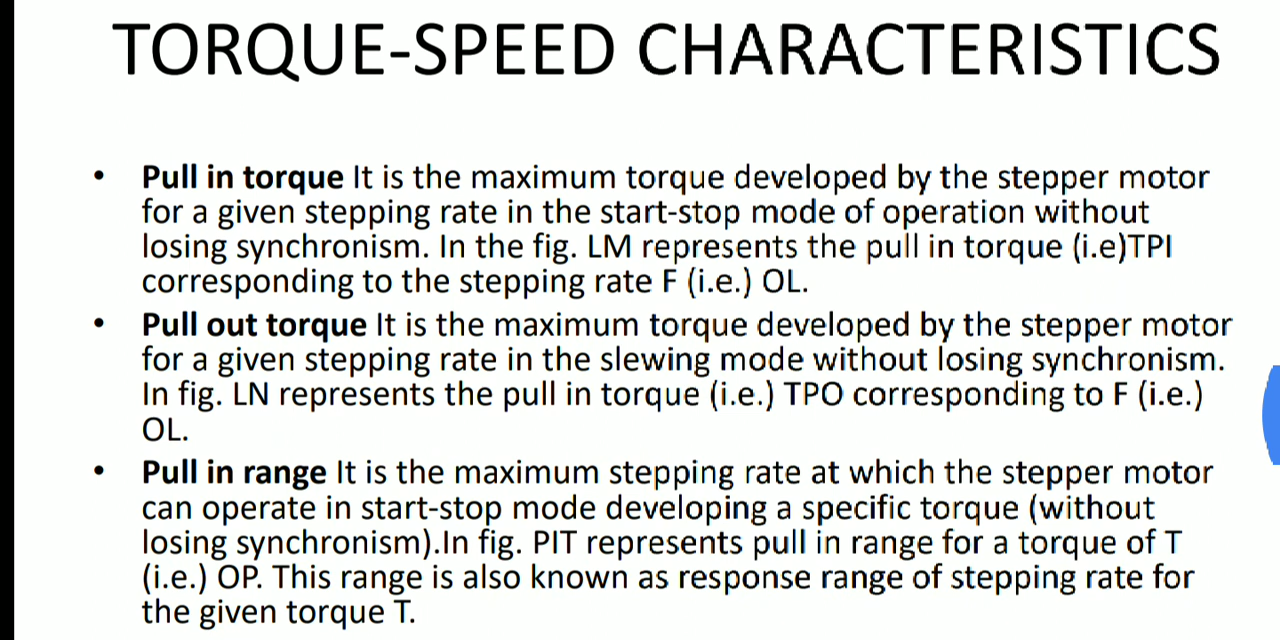 TORQUE-SPEED CHARACTERISTICS
• Pull in torque It is the maximum torque developed by the stepper motor
for a given stepping rate in the start-stop mode of operation without
losing synchronism. In the fig. LM represents the pull in torque (i.e)TPI
corresponding to the stepping rate F (i.e.) OL.
• Pull out torque It is the maximum torque developed by the stepper motor
for a given stepping rate in the slewing mode without losing synchronism.
In fig. LN represents the pull in torque (i.e.) TPO corresponding to F (i.e.)
OL.
• Pull in range It is the maximum stepping rate at which the stepper motor
can operate in start-stop mode developing a specific torque (without
losing synchronism).In fig. PIT represents pull in range for a torque of T
(i.e.) OP. This range is also known as response range of stepping rate for
the given torque T.